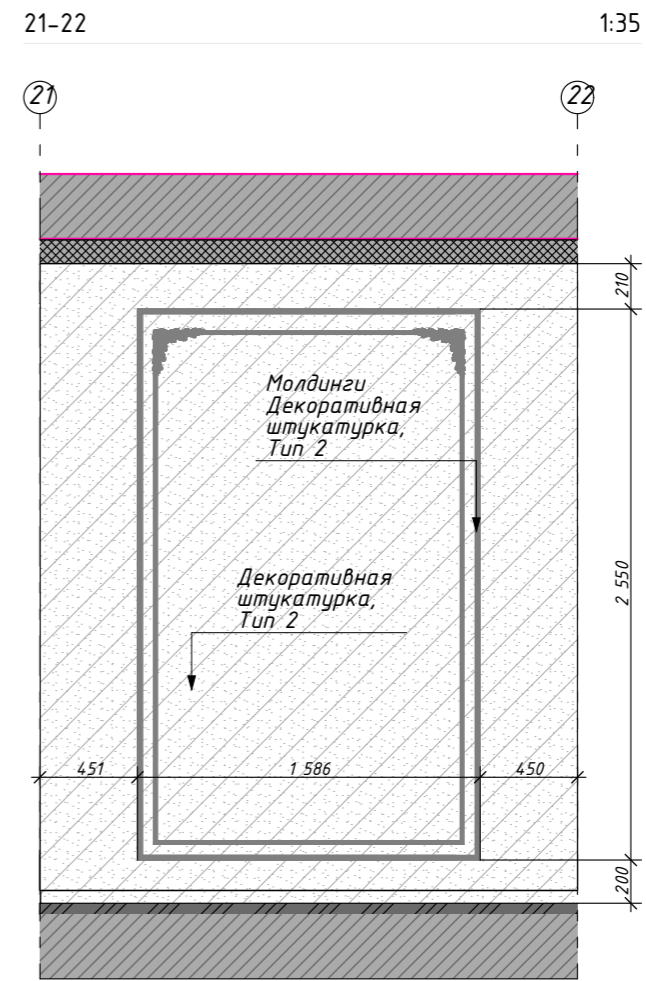 21-22
1:35
21
22
210
Молдинги
Декоративная
штукатурка,
Тип 2
2 550
Декоративная
штукатурка,
Тип 2
451
1 586
450
200